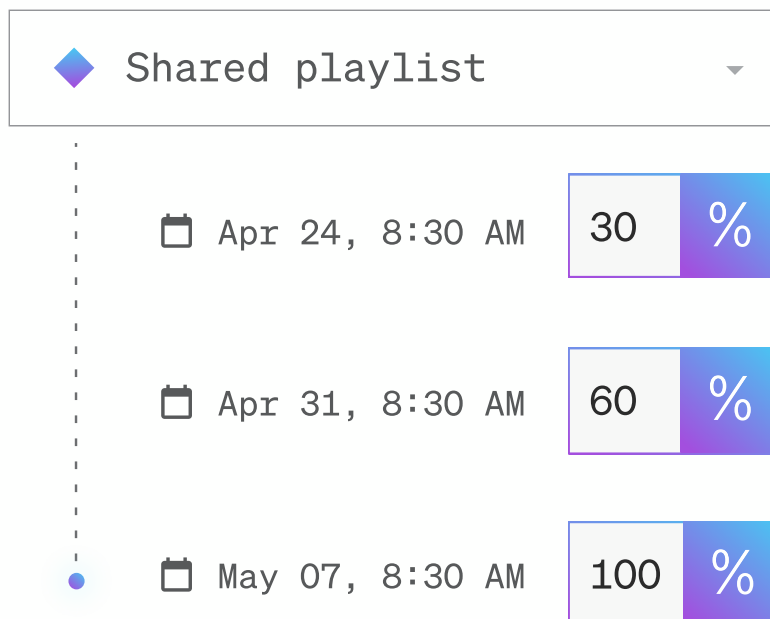 Shared playlist
Apr 24, 8:30 AM 30 %
Apr 31, 8:30 AM 60 %
May 07, 8:30 AM 100 %